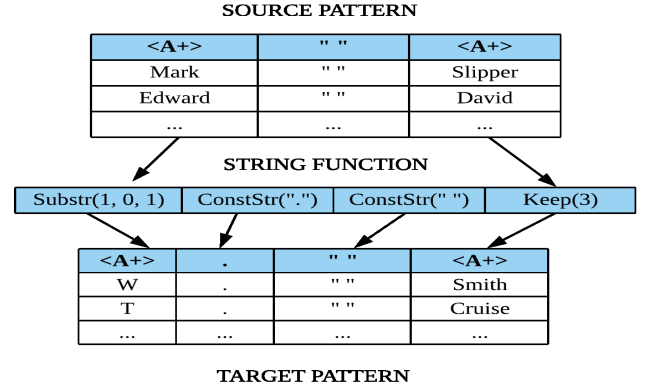 SOURCE PATTERN
<A+> " " <A+>
Mark " " Slipper
Edward " " David
... ... ...
STRING FUNCTION
Substr(1, 0, 1) ConstStr(".") ConstStr(" ") Keep(3)
<A+> . " " <A+>
W . " " Smith
T . " " Cruise
... ... ... ...
TARGET PATTERN